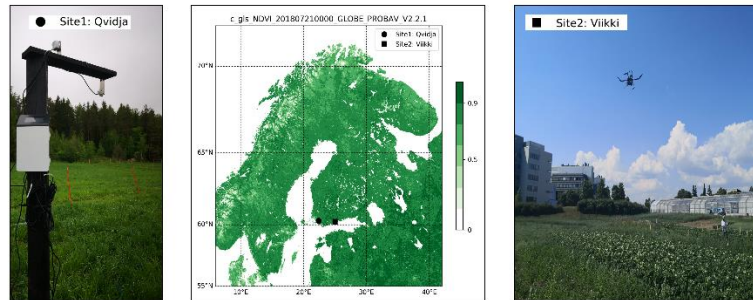 Site1: Qvidja
c_gls_NDVI_201807210000_GLOBE_PROBAV_V2.2.1
Site1: Qvidja
Site2: Viikki
70°N
65°N
60°N
55°N
10°E
20°E
30°E
40°E
0.9
0.5
0
Site2: Viikki